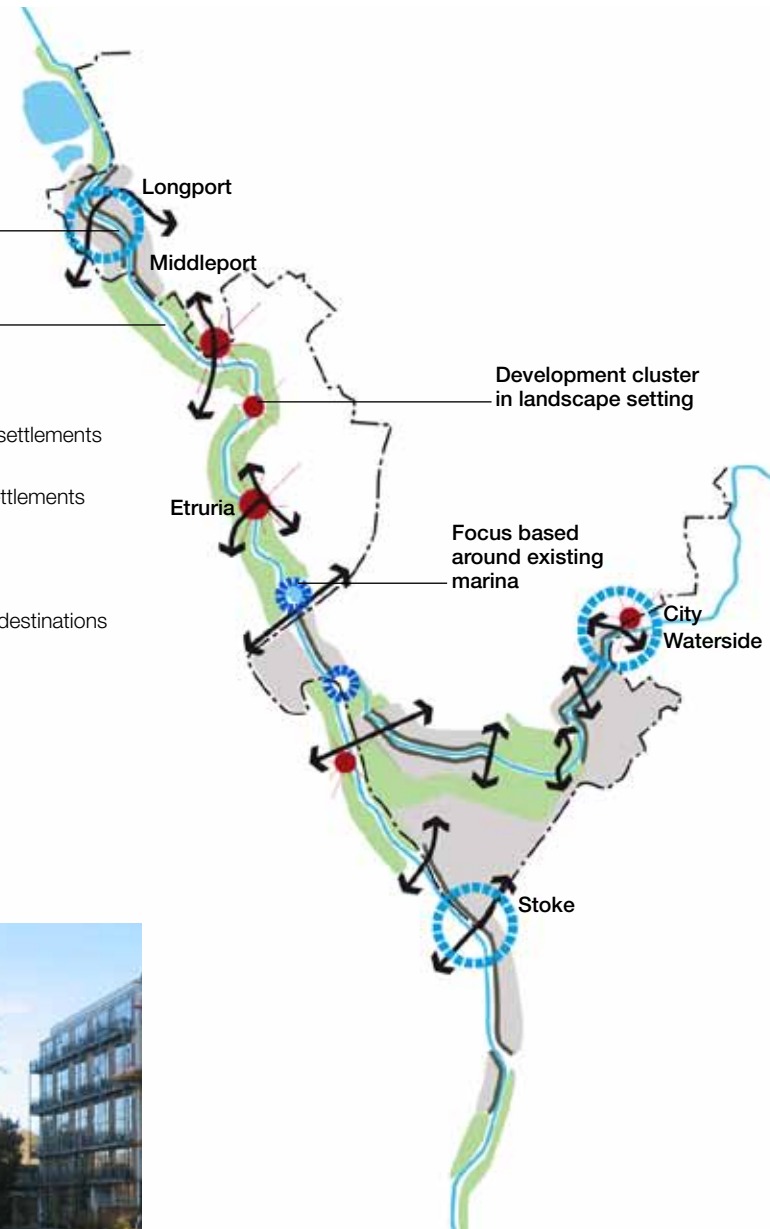 Longport
Middleport
Development cluster
in landscape setting
settlements
ttlements
Etruria
Focus based
around existing
marina
destinations
City
Waterside
Stoke